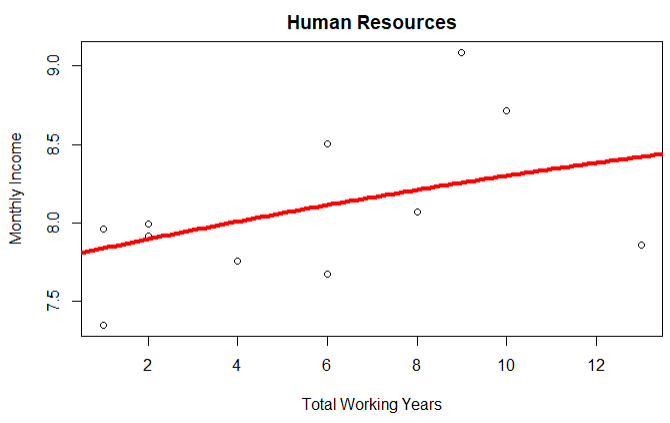 Human Resources
Monthly Income
9.0
8.5
8.0
7.5
2 4 6 8 10 12
Total Working Years